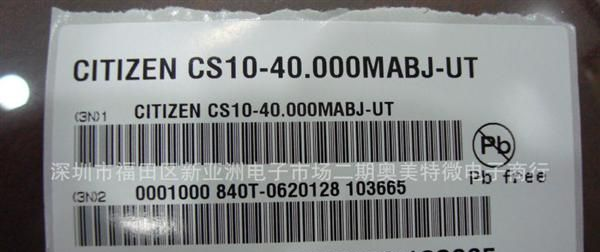 CITIZEN CS10-40.000MABJ-UT
(3N)1 CITIZEN CS10-40.000MABJ-UT
Pb
深圳市福田区新亚洲电子市场二期奥美特微电子商行
Pb free
(3N)2 0001000 840T-0620128 103665